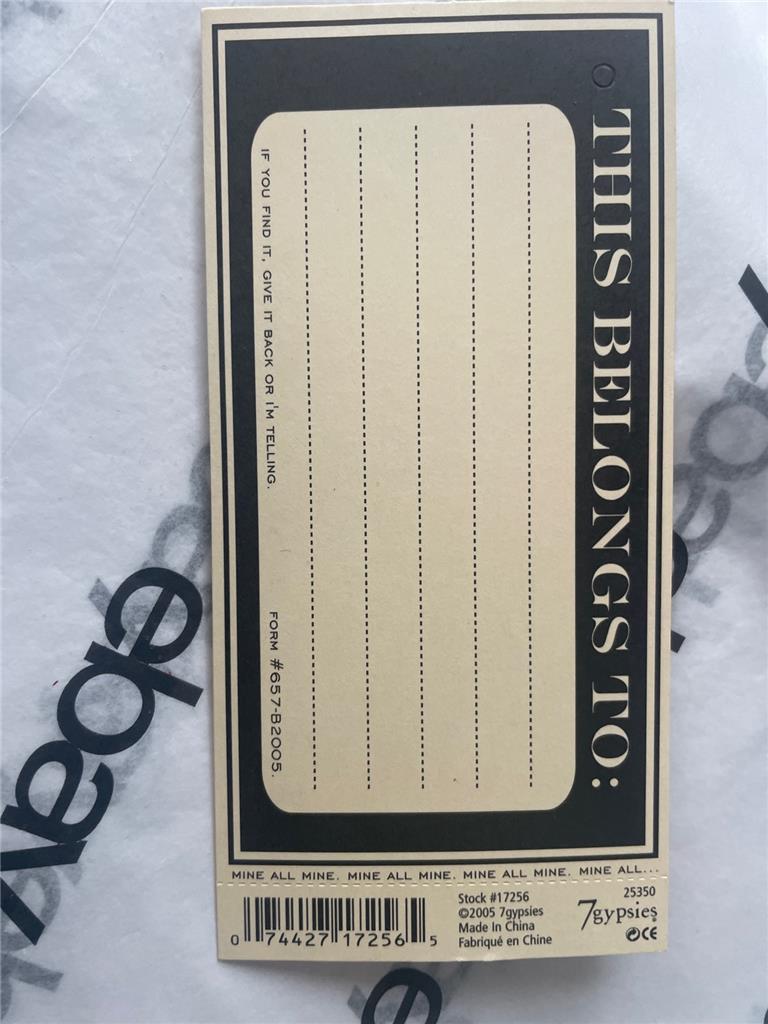 THIS BELONGS TO:
IF YOU FIND IT, GIVE IT BACK OR I'M TELLING.
FORM #657-B2005.
MINE ALL MINE. MINE ALL MINE. MINE ALL MINE. MINE ALL...
0 74427 17256 5
Stock #17256
©2005 7gypsies
Made In China
Fabriqué en Chine
25350
7gypsies
CE
ebay
ebay
ebay